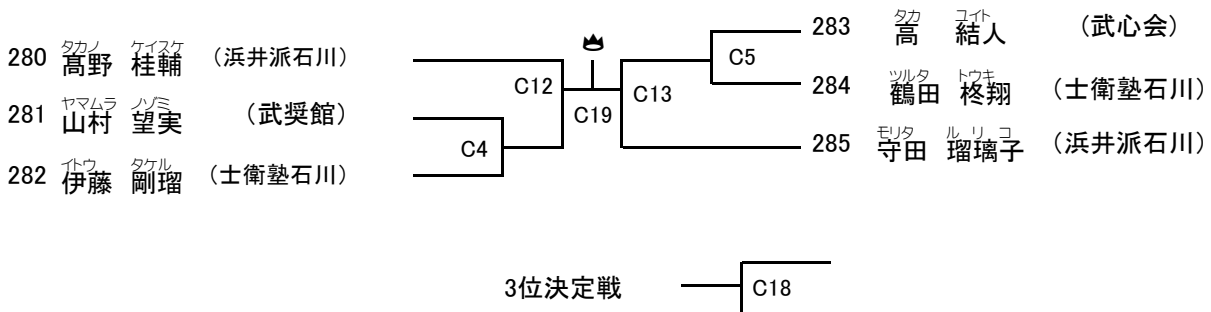 タカノ ケイスケ
280 髙野 桂輔 (浜井派石川)
ヤマムラ ノゾミ
281 山村 望実 (武奨館)
イトウ タケル
282 伊藤 剛瑠 (士衛塾石川)
C12
C4
C19
C13
C5
タカ ユイト
283 高 結人 (武心会)
ツルタ トウキ
284 鶴田 柊翔 (士衛塾石川)
モリタ ルリコ
285 守田 瑠璃子 (浜井派石川)
3位決定戦 C18